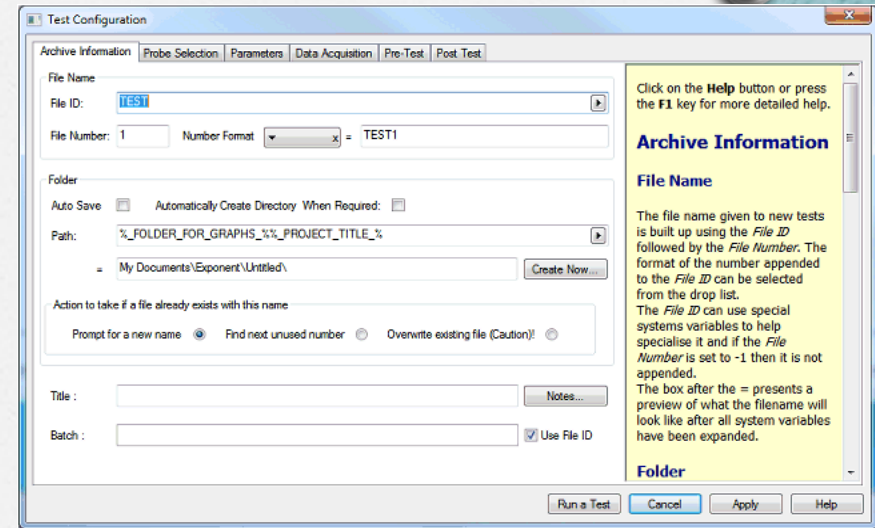 Test Configuration
Archive Information Probe Selection Parameters Data Acquisition Pre-Test Post Test
File Name
File ID: TEST
File Number: 1 Number Format x = TEST1
Folder
Auto Save Automatically Create Directory When Required:
Path: %_FOLDER_FOR_GRAPHS_%%_PROJECT_TITLE_%
= My Documents\Exponent\Untitled\ Create Now...
Action to take if a file already exists with this name
Prompt for a new name Find next unused number Overwrite existing file (Caution)!
Title : Notes...
Batch : Use File ID
Click on the Help button or press
the F1 key for more detailed help.
Archive Information
File Name
The file name given to new tests
is built up using the File ID
followed by the File Number. The
format of the number appended
to the File ID can be selected
from the drop list.
The File ID can use special
systems variables to help
specialise it and if the File
Number is set to -1 then it is not
appended.
The box after the = presents a
preview of what the filename will
look like after all system variables
have been expanded.
Folder
Run a Test Cancel Apply Help